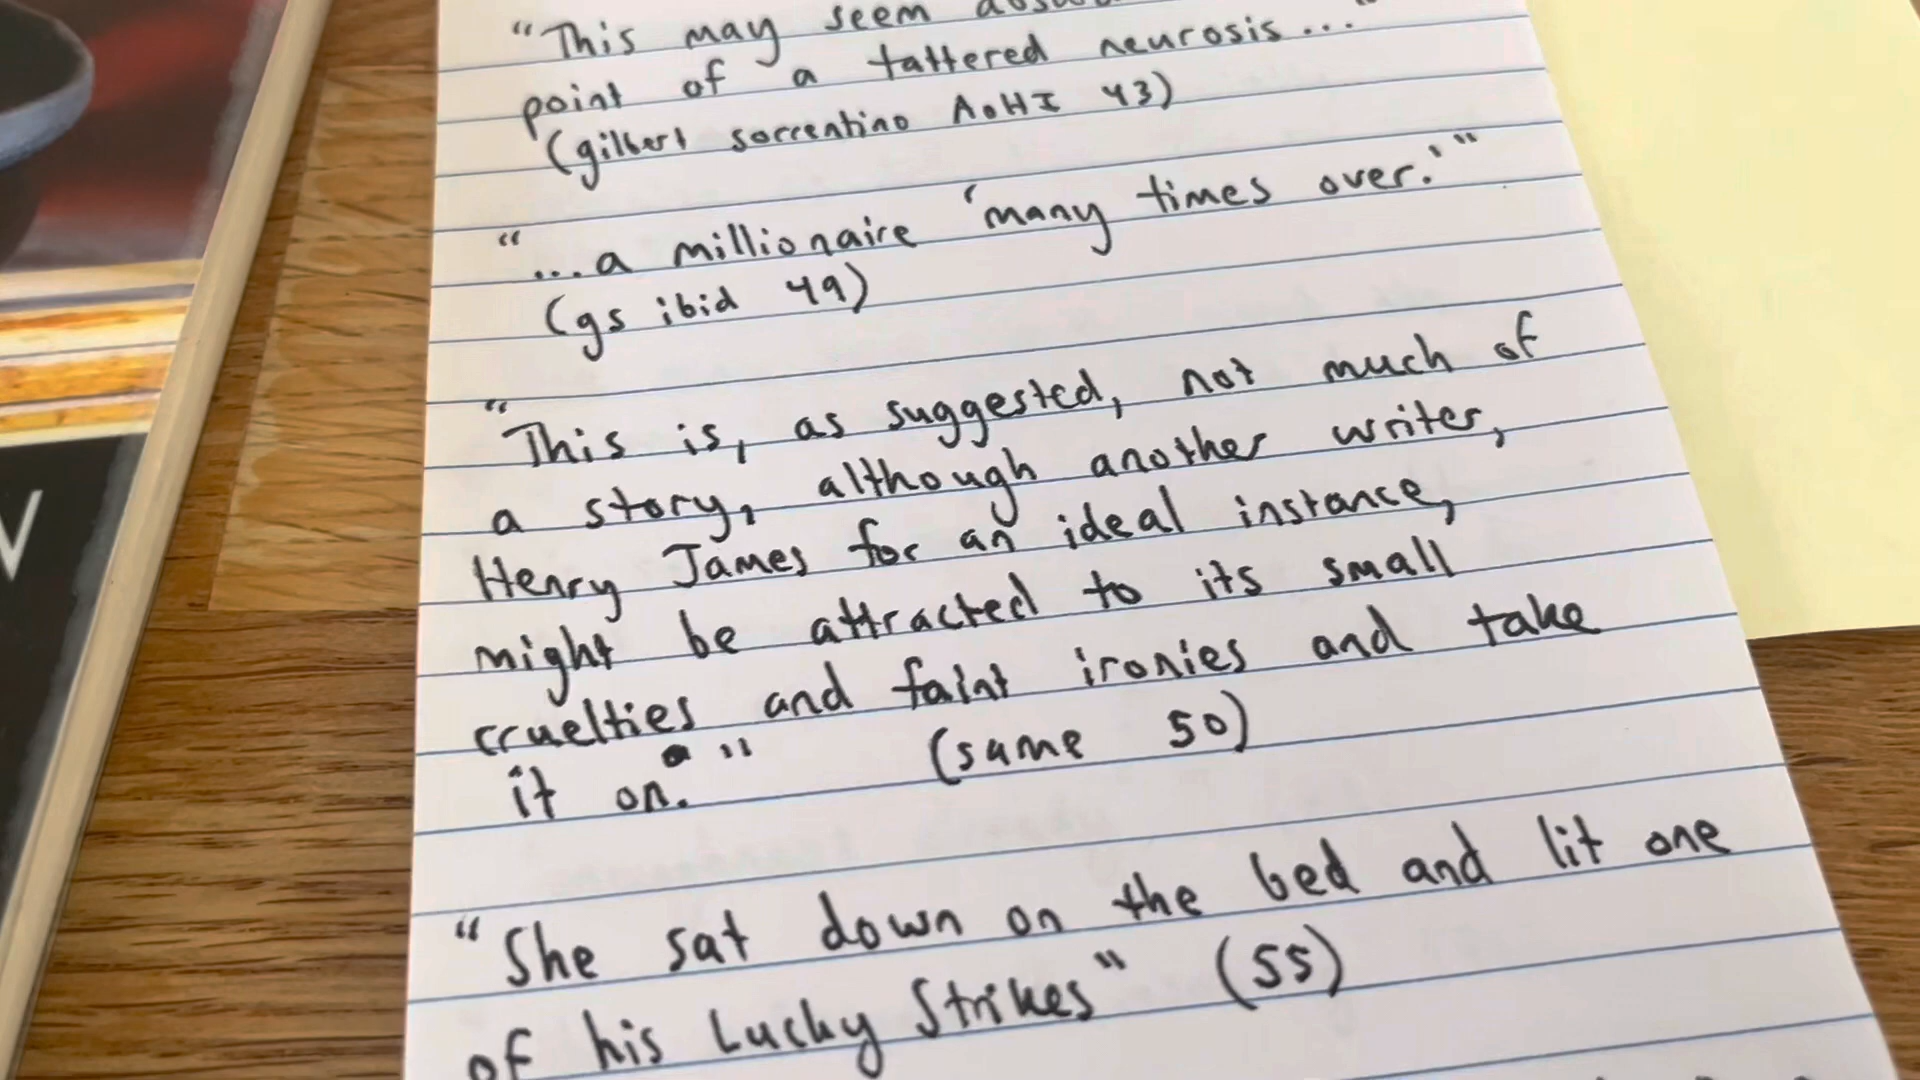 "This may seem
point of a tattered neurosis..."
(gilbert sorrentino AoHI 43)
"...a millionaire 'many times over.'"
(gs ibid 49)
"This is, as suggested, not much of
a story, although another writer,
Henry James for an ideal instance,
might be attracted to its small
cruelties and faint ironies and take
it on." (same 50)
"She sat down on the bed and lit one
of his Lucky Strikes" (55)